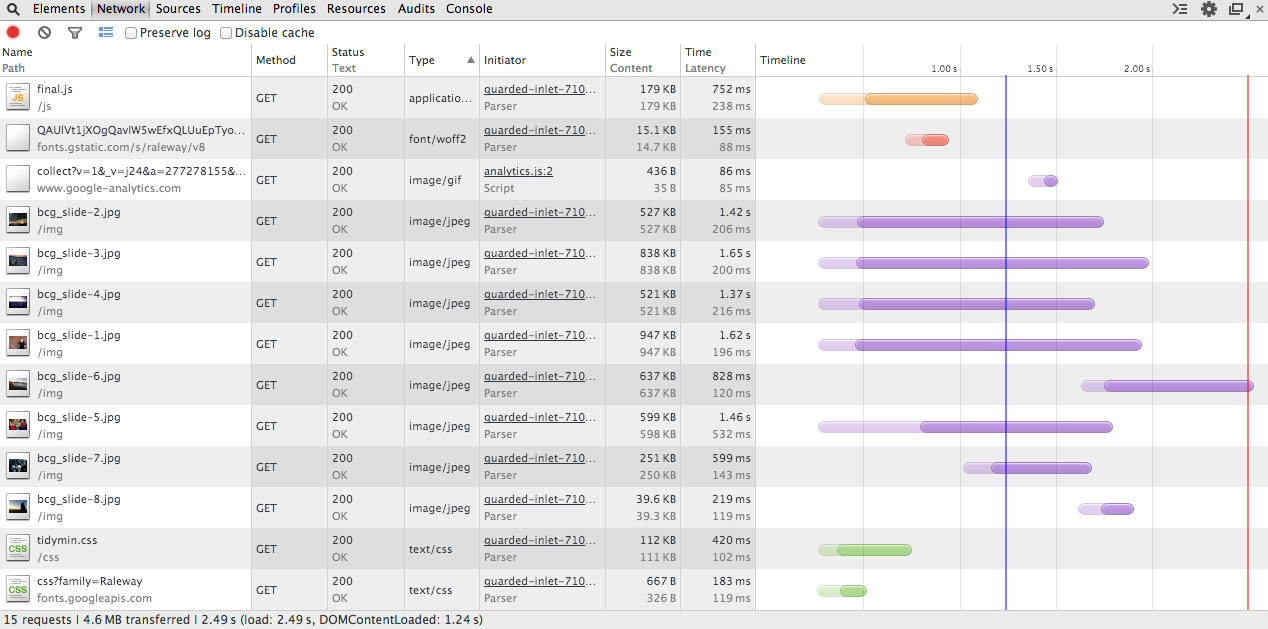 Elements Network Sources Timeline Profiles Resources Audits Console
Preserve log Disable cache
Name Path Method Status Text Type Initiator Size Content Time Latency Timeline 1.00 s 1.50 s 2.00 s
final.js GET 200 applicatio... guarded-inlet-710... 179 KB 752 ms
/js OK Parser 179 KB 238 ms
QAUlVt1jXOgQavlW5wEfxQLUuEpTyo... GET 200 font/woff2 guarded-inlet-710... 15.1 KB 155 ms
fonts.gstatic.com/s/raleway/v8 OK Parser 14.7 KB 88 ms
collect?v=1&_v=j24&a=277278155&... GET 200 image/gif analytics.js:2 436 B 86 ms
www.google-analytics.com OK Script 35 B 85 ms
bcg_slide-2.jpg GET 200 image/jpeg guarded-inlet-710... 527 KB 1.42 s
/img OK Parser 527 KB 206 ms
bcg_slide-3.jpg GET 200 image/jpeg guarded-inlet-710... 838 KB 1.65 s
/img OK Parser 838 KB 200 ms
bcg_slide-4.jpg GET 200 image/jpeg guarded-inlet-710... 521 KB 1.37 s
/img OK Parser 521 KB 216 ms
bcg_slide-1.jpg GET 200 image/jpeg guarded-inlet-710... 947 KB 1.62 s
/img OK Parser 947 KB 196 ms
bcg_slide-6.jpg GET 200 image/jpeg guarded-inlet-710... 637 KB 828 ms
/img OK Parser 637 KB 120 ms
bcg_slide-5.jpg GET 200 image/jpeg guarded-inlet-710... 599 KB 1.46 s
/img OK Parser 598 KB 532 ms
bcg_slide-7.jpg GET 200 image/jpeg guarded-inlet-710... 251 KB 599 ms
/img OK Parser 250 KB 143 ms
bcg_slide-8.jpg GET 200 image/jpeg guarded-inlet-710... 39.6 KB 219 ms
/img OK Parser 39.3 KB 119 ms
tidymin.css GET 200 text/css guarded-inlet-710... 112 KB 420 ms
/css OK Parser 111 KB 102 ms
css?family=Raleway GET 200 text/css guarded-inlet-710... 667 B 183 ms
fonts.googleapis.com OK Parser 326 B 119 ms
15 requests | 4.6 MB transferred | 2.49 s (load: 2.49 s, DOMContentLoaded: 1.24 s)